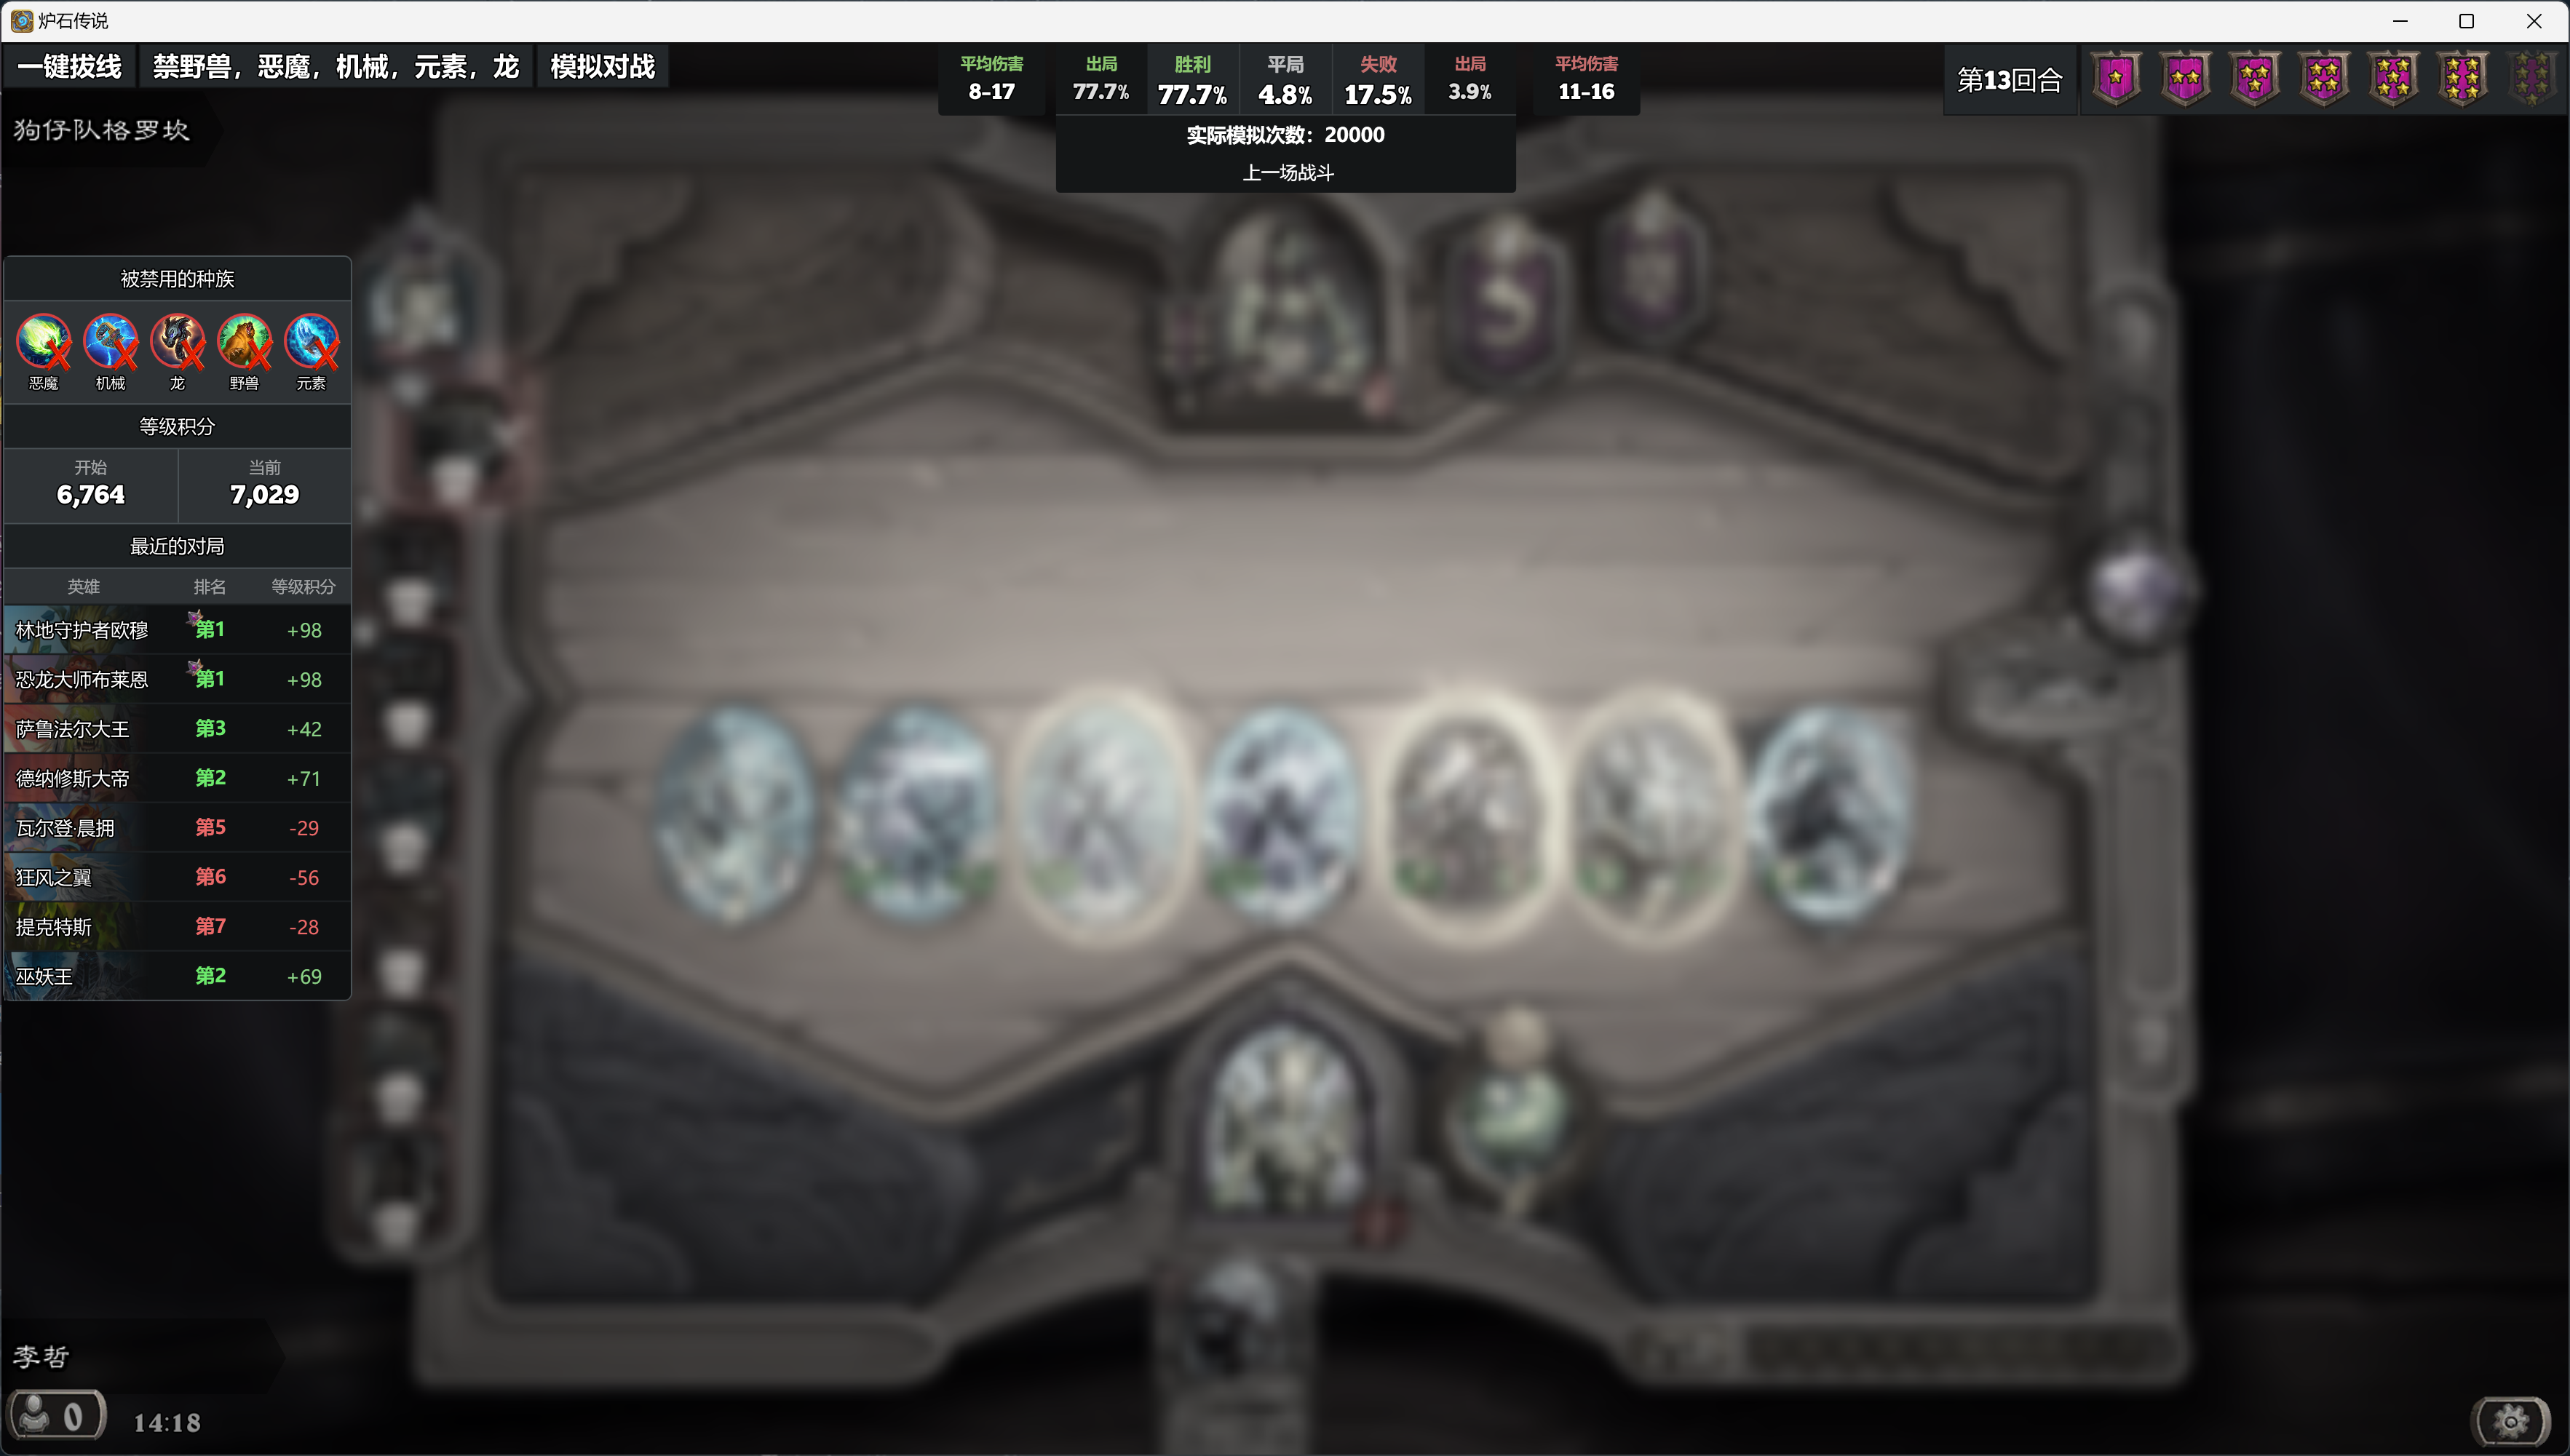 炉石传说
一键拔线 禁野兽，恶魔，机械，元素，龙 模拟对战
平均伤害 出局 胜利 平局 失败 出局 平均伤害
8-17 77.7% 77.7% 4.8% 17.5% 3.9% 11-16
第13回合
实际模拟次数：20000
上一场战斗
狗仔队格罗坎
被禁用的种族
恶魔 机械 龙 野兽 元素
等级积分
开始 当前
6,764 7,029
最近的对局
英雄 排名 等级积分
林地守护者欧穆 第1 +98
恐龙大师布莱恩 第1 +98
萨鲁法尔大王 第3 +42
德纳修斯大帝 第2 +71
瓦尔登·晨拥 第5 -29
狂风之翼 第6 -56
提克特斯 第7 -28
巫妖王 第2 +69
李哲
0 14:18